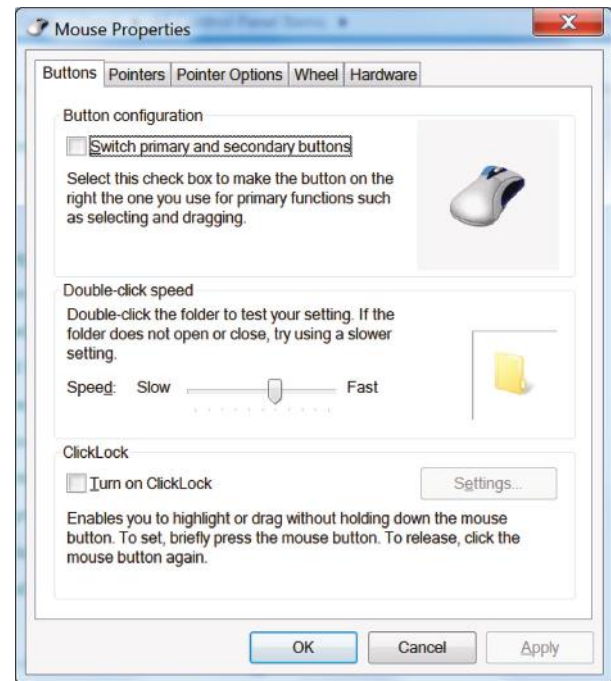 Mouse Properties
Buttons Pointers Pointer Options Wheel Hardware
Button configuration
Switch primary and secondary buttons
Select this check box to make the button on the
right the one you use for primary functions such
as selecting and dragging.
Double-click speed
Double-click the folder to test your setting. If the
folder does not open or close, try using a slower
setting.
Speed: Slow Fast
ClickLock
Turn on ClickLock
Settings...
Enables you to highlight or drag without holding down the mouse
button. To set, briefly press the mouse button. To release, click the
mouse button again.
OK Cancel Apply